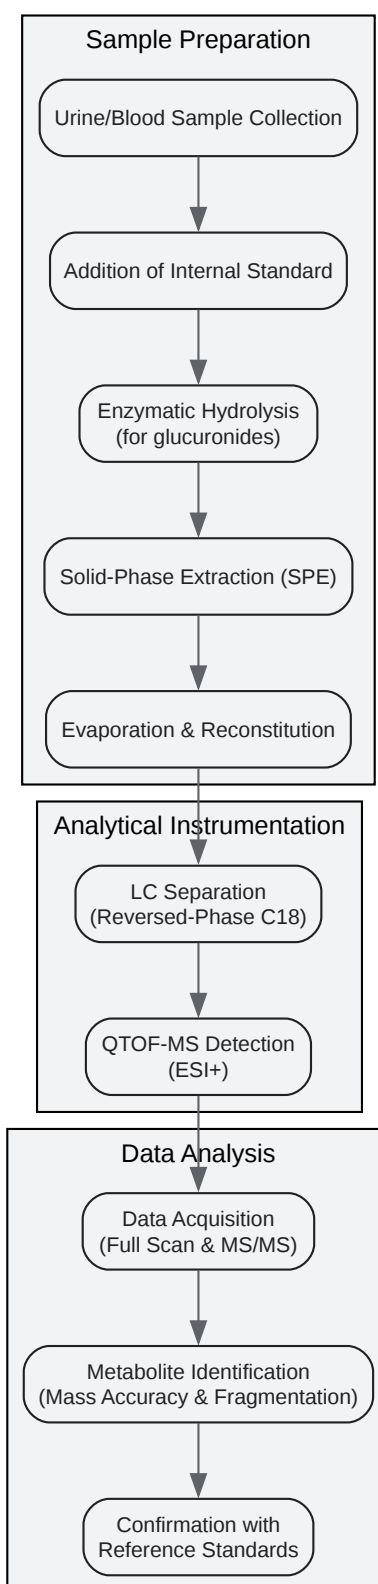 Sample Preparation
Urine/Blood Sample Collection
Addition of Internal Standard
Enzymatic Hydrolysis
(for glucuronides)
Solid-Phase Extraction (SPE)
Evaporation & Reconstitution
Analytical Instrumentation
LC Separation
(Reversed-Phase C18)
QTOF-MS Detection
(ESI+)
Data Analysis
Data Acquisition
(Full Scan & MS/MS)
Metabolite Identification
(Mass Accuracy & Fragmentation)
Confirmation with
Reference Standards